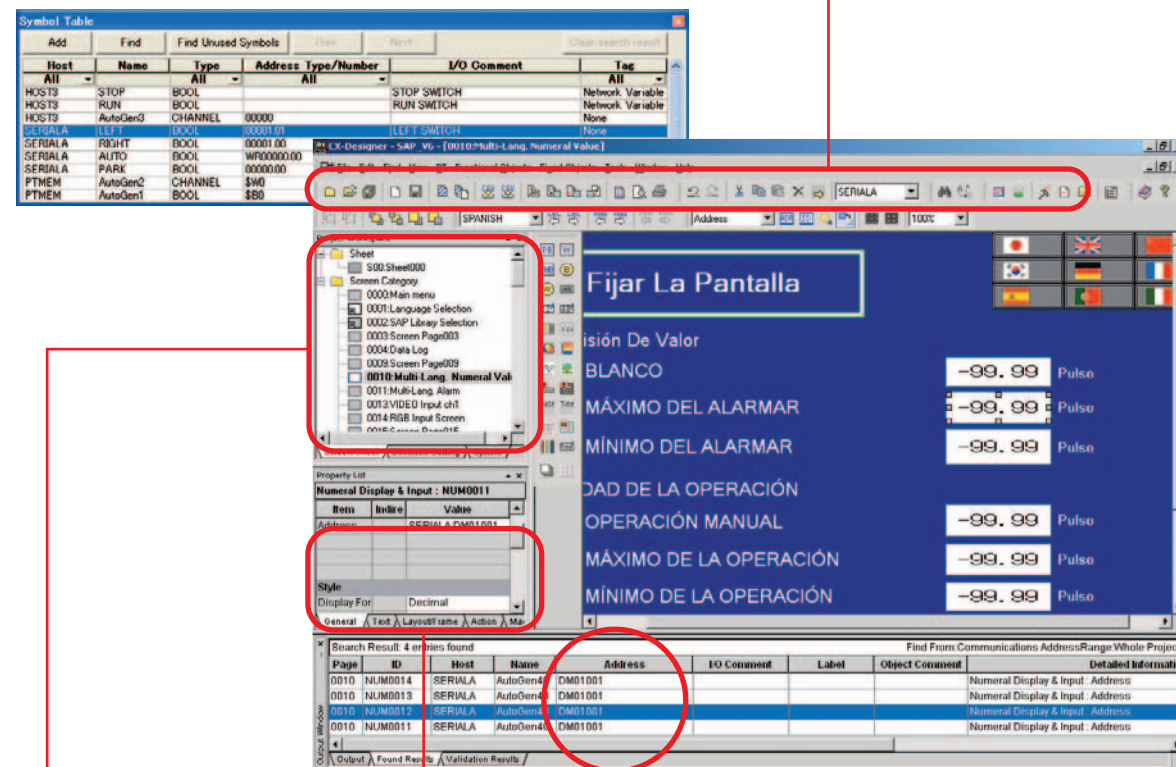 Symbol Table
Add Find Find Unused Symbols Prev Next Clear search result
Host Name Type Address Type/Number I/O Comment Tag
All All All All
HOST3 STOP BOOL STOP SWITCH Network Variable
HOST3 RUN BOOL RUN SWITCH Network Variable
HOST3 AutoGen3 CHANNEL 00000 None
SERIALA LEFT BOOL 00001.01 LEFT SWITCH None
SERIALA RIGHT BOOL 00001.00
SERIALA AUTO BOOL WR00000.00
SERIALA PARK BOOL 00000.00
PTMEM AutoGen2 CHANNEL $W0
PTMEM AutoGen1 BOOL $B0
CX-Designer - SAP_V6 - [0010:Multi-Lang. Numeral Value]
SERIALA
SPANISH Address 100%
Sheet
S00:Sheet000
Screen Category
0000:Main menu
0001:Language Selection
0002:SAP Library Selection
0003:Screen Page003
0004:Data Log
0009:Screen Page009
0010:Multi-Lang. Numeral Val
0011:Multi-Lang. Alarm
0013:VIDEO Input ch1
0014:RGB Input Screen
0015:Screen Page015
Property List
Numeral Display & Input : NUM0011
Item Indire Value
Address SERIALA:DM01001
Style
Display For Decimal
General Text Layout/Frame Action Ma
Fijar La Pantalla
isión De Valor
BLANCO -99.99 Pulso
MÁXIMO DEL ALARMAR -99.99 Pulso
MÍNIMO DEL ALARMAR -99.99 Pulso
DAD DE LA OPERACIÓN
OPERACIÓN MANUAL -99.99 Pulso
MÁXIMO DE LA OPERACIÓN -99.99 Pulso
MÍNIMO DE LA OPERACIÓN -99.99 Pulso
Search Result: 4 entries found Find From:Communications AddressRange:Whole Projec
Page ID Host Name Address I/O Comment Label Object Comment Detailed Informati
0010 NUM0014 SERIALA AutoGen4 DM01001 Numeral Display & Input : Address
0010 NUM0013 SERIALA AutoGen4 DM01001 Numeral Display & Input : Address
0010 NUM0012 SERIALA AutoGen4 DM01001 Numeral Display & Input : Address
0010 NUM0011 SERIALA AutoGen4 DM01001 Numeral Display & Input : Address
Output Window
Output Found Results Validation Results